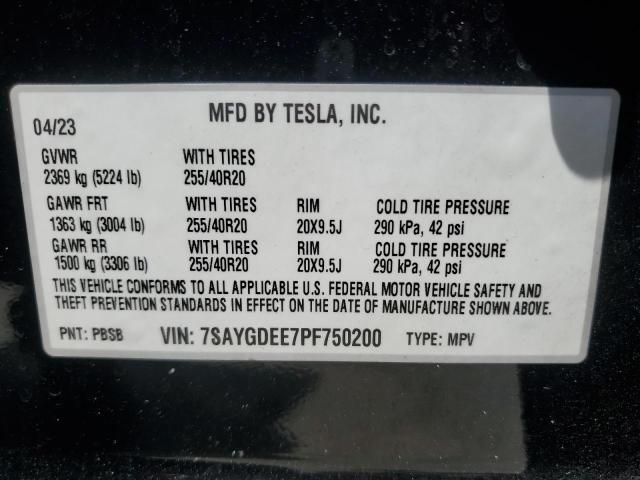 MFD BY TESLA, INC.
04/23
GVWR WITH TIRES
2369 kg (5224 lb) 255/40R20
GAWR FRT WITH TIRES RIM COLD TIRE PRESSURE
1363 kg (3004 lb) 255/40R20 20X9.5J 290 kPa, 42 psi
GAWR RR WITH TIRES RIM COLD TIRE PRESSURE
1500 kg (3306 lb) 255/40R20 20X9.5J 290 kPa, 42 psi
THIS VEHICLE CONFORMS TO ALL APPLICABLE U.S. FEDERAL MOTOR VEHICLE SAFETY AND
THEFT PREVENTION STANDARDS IN EFFECT ON THE DATE OF MANUFACTURE SHOWN ABOVE.
PNT: PBSB VIN: 7SAYGDEE7PF750200 TYPE: MPV